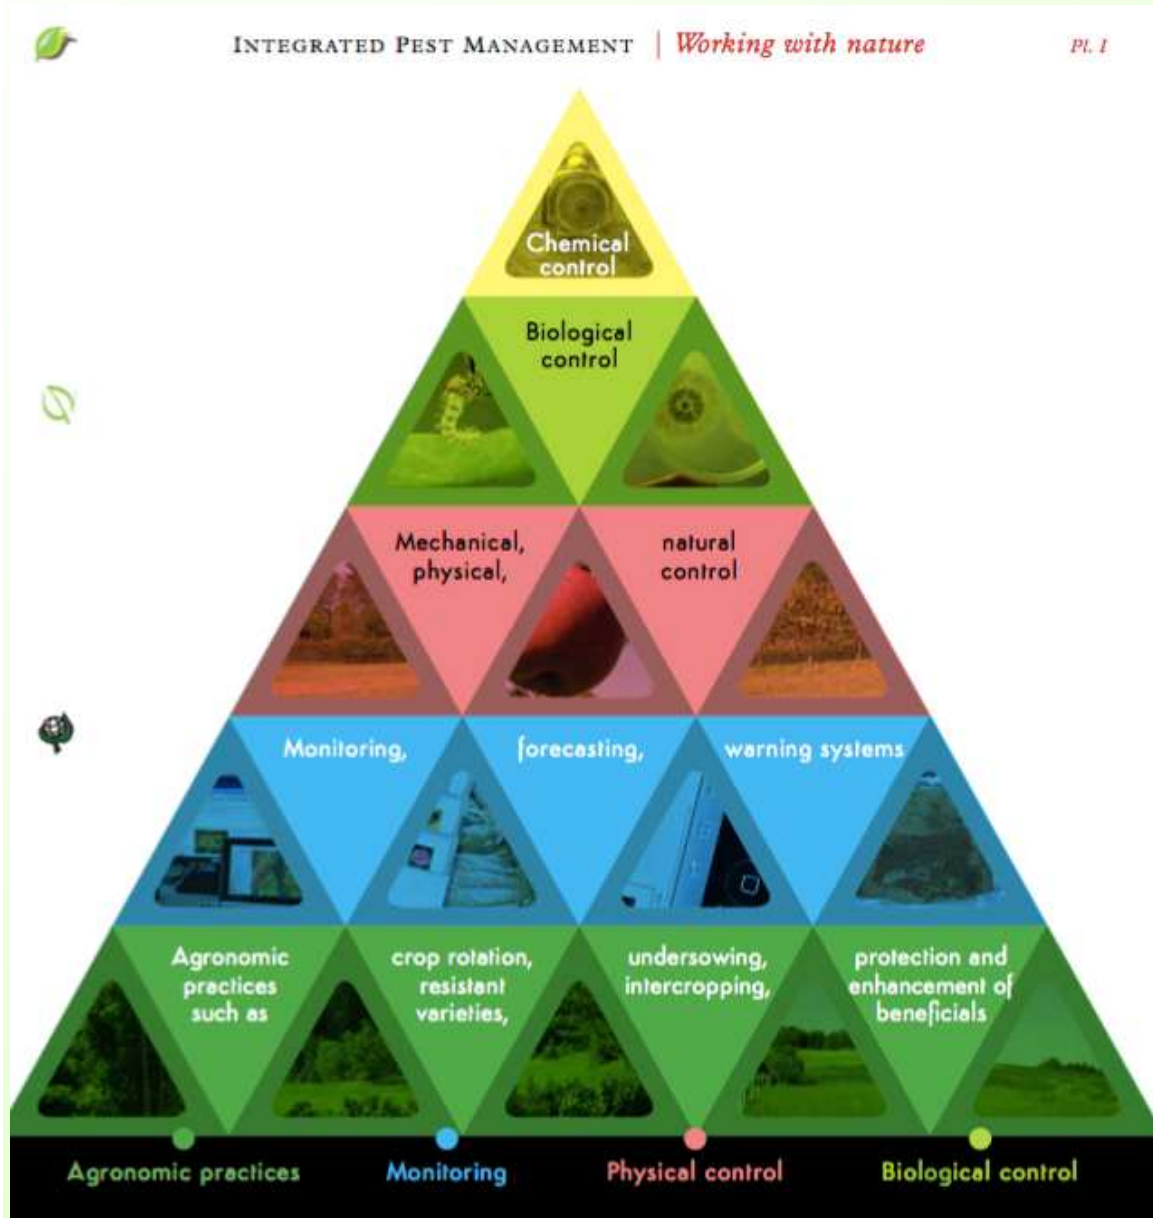 INTEGRATED PEST MANAGEMENT | Working with nature Pl. I
Chemical
control
Biological
control
Mechanical,
physical,
natural
control
Monitoring,
forecasting,
warning systems
Agronomic
practices
such as
crop rotation,
resistant
varieties,
undersowing,
intercropping,
protection and
enhancement of
beneficials
Agronomic practices
Monitoring
Physical control
Biological control